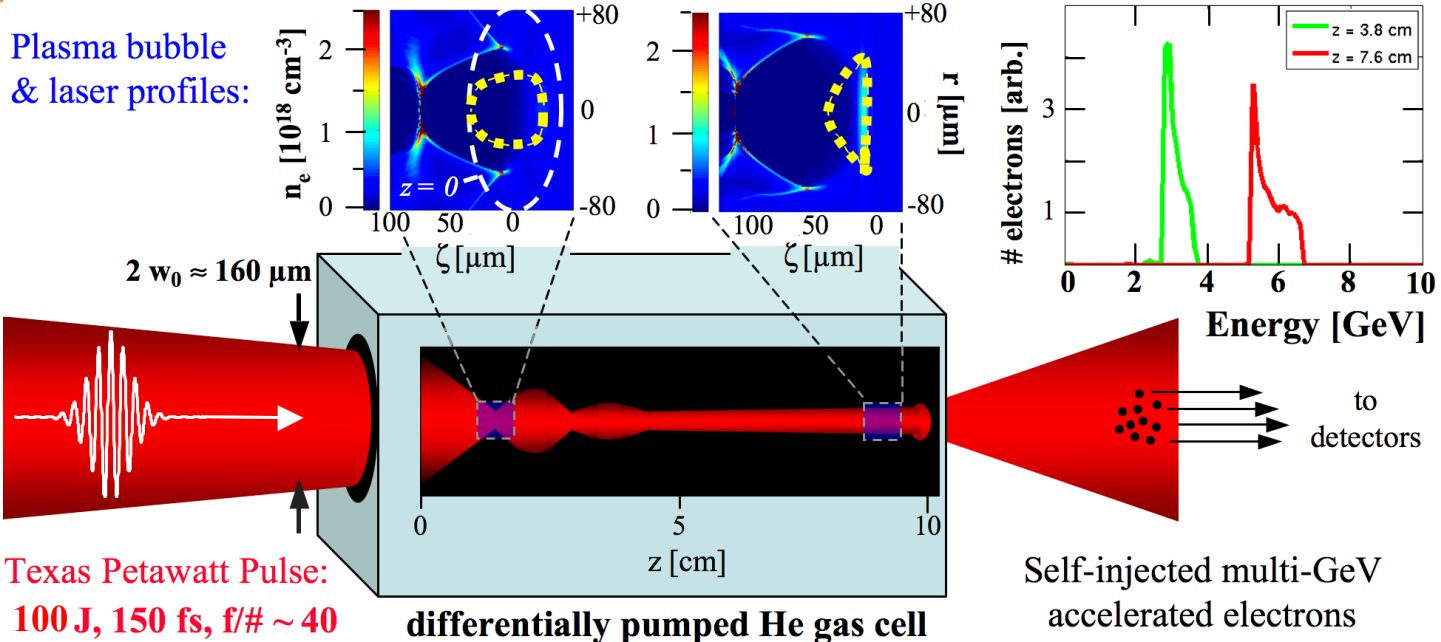 Plasma bubble
& laser profiles:
nₑ [10¹⁸ cm⁻³]
2
1
0
z = 0
100 50 0
ζ [µm]
+80
0
-80
2
1
0
100 50 0
ζ [µm]
+80
0
-80
r [µm]
z = 3.8 cm
z = 7.6 cm
# electrons [arb.]
3
1
0 2 4 6 8 10
Energy [GeV]
2 w₀ ≈ 160 µm
0 5 10
z [cm]
to
detectors
Texas Petawatt Pulse:
100 J, 150 fs, f/# ~ 40
differentially pumped He gas cell
Self-injected multi-GeV
accelerated electrons